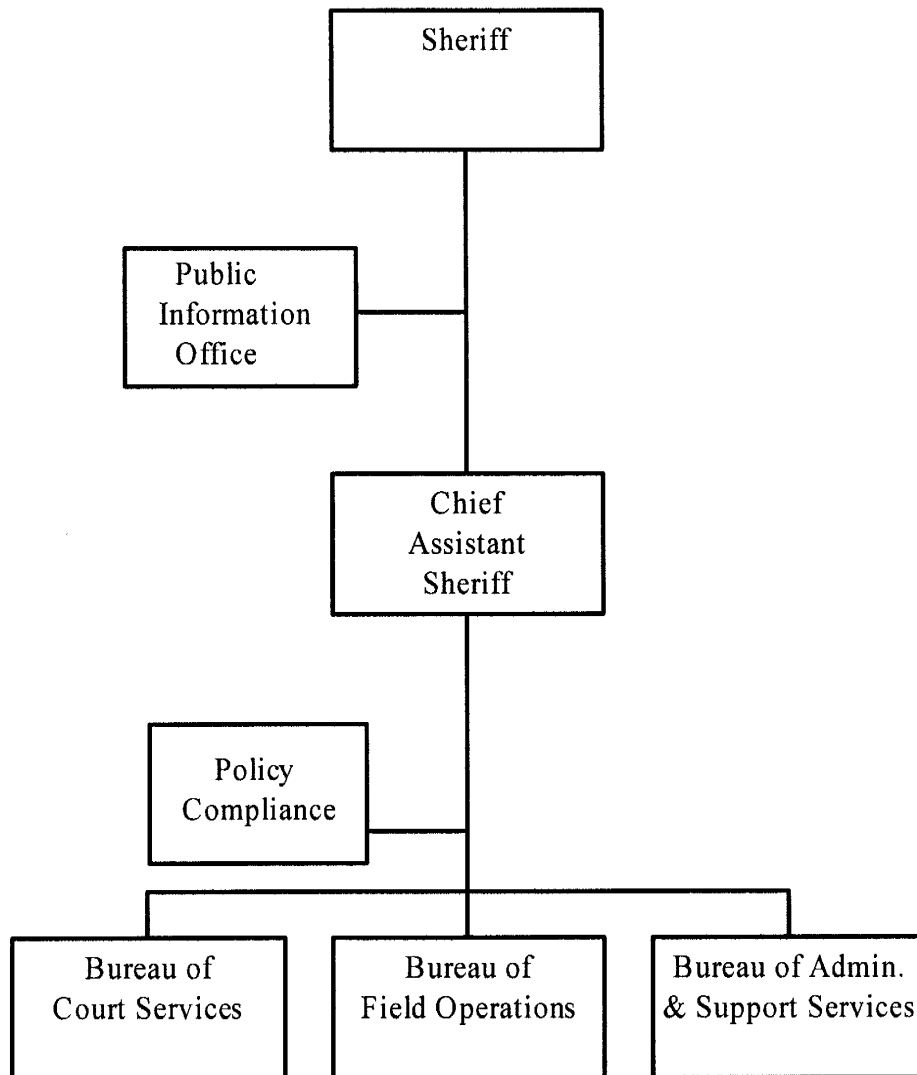 Sheriff
Public
Information
Office
Chief
Assistant
Sheriff
Policy
Compliance
Bureau of
Court Services
Bureau of
Field Operations
Bureau of Admin.
& Support Services